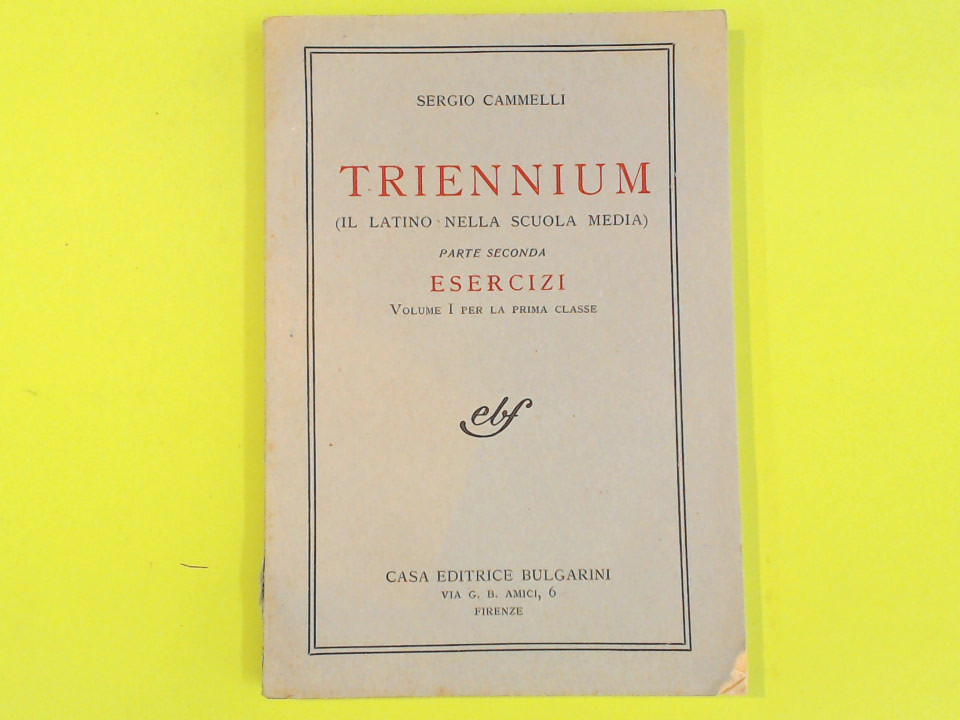 SERGIO CAMMELLI
TRIENNIUM
(IL LATINO NELLA SCUOLA MEDIA)
PARTE SECONDA
ESERCIZI
VOLUME I PER LA PRIMA CLASSE
ebf
CASA EDITRICE BULGARINI
VIA G. B. AMICI, 6
FIRENZE